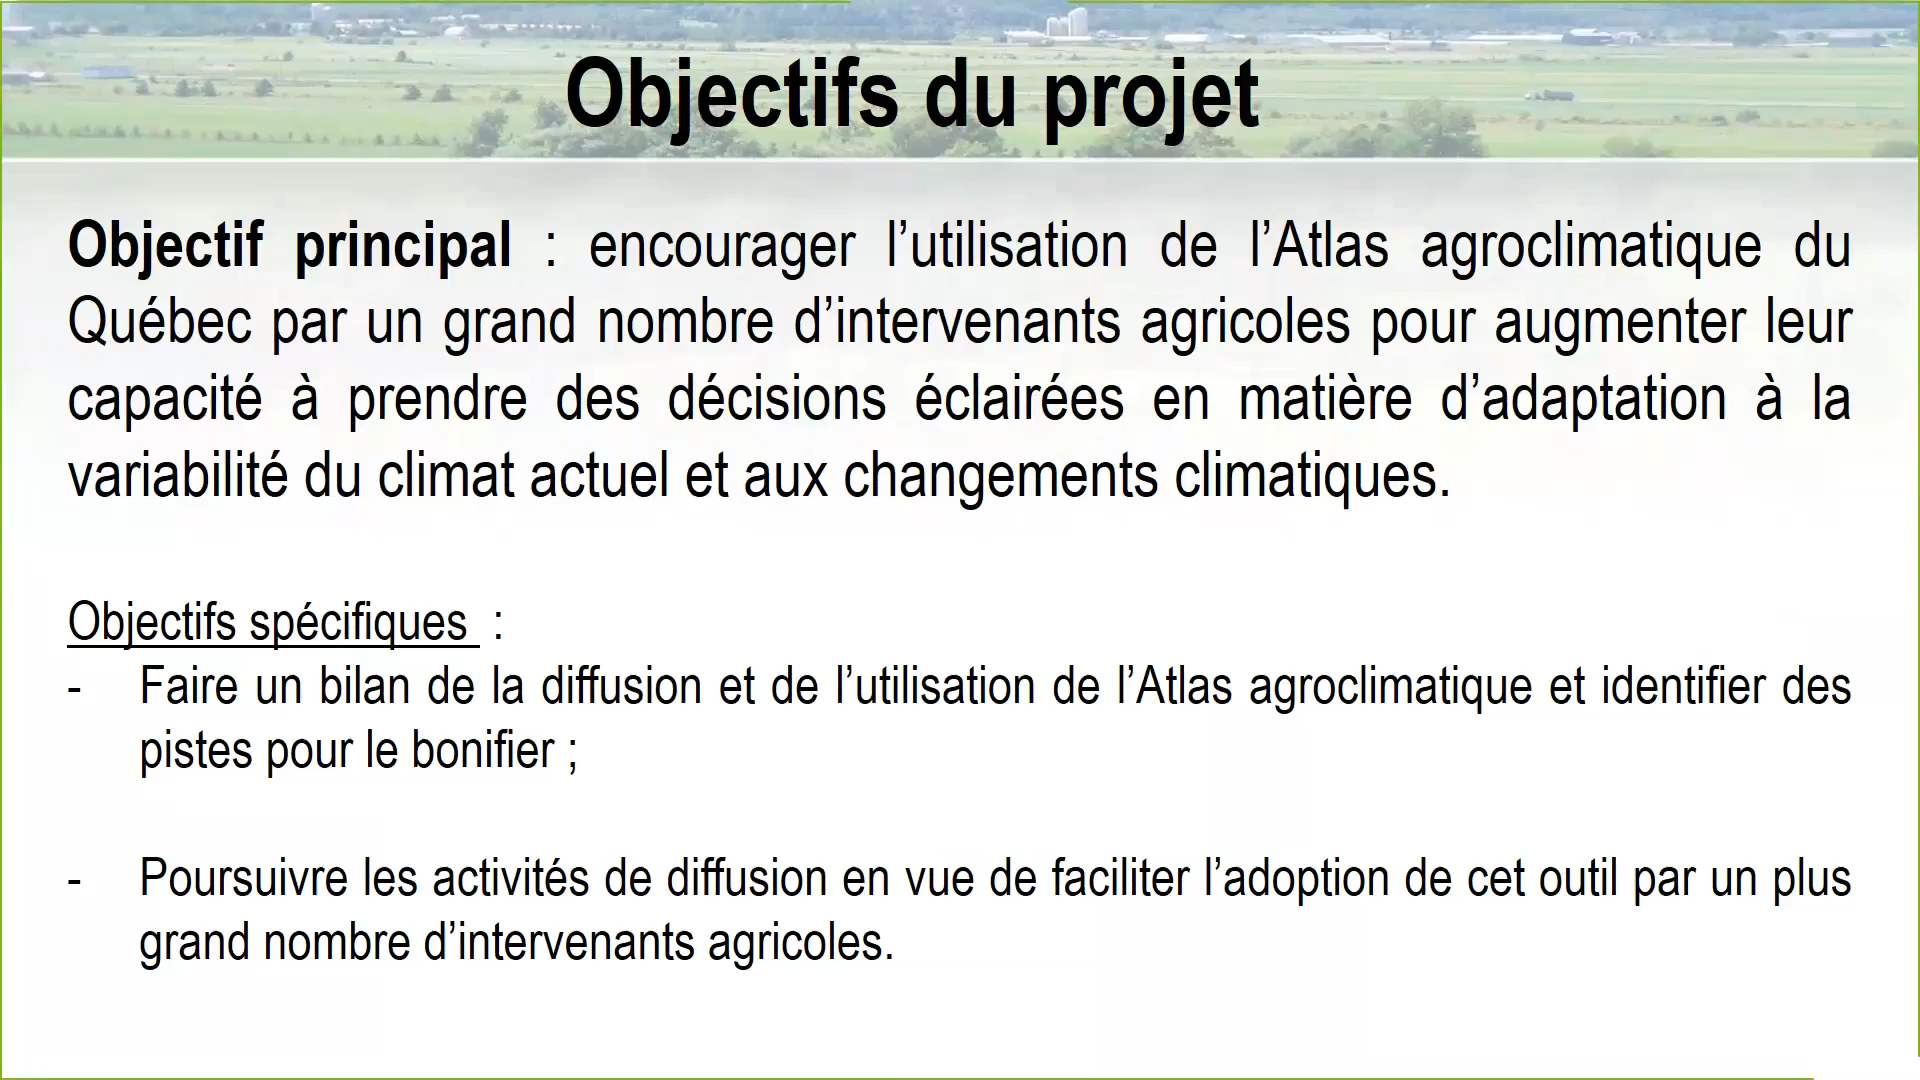 Objectifs du projet
Objectif principal : encourager l’utilisation de l’Atlas agroclimatique du
Québec par un grand nombre d’intervenants agricoles pour augmenter leur
capacité à prendre des décisions éclairées en matière d’adaptation à la
variabilité du climat actuel et aux changements climatiques.
Objectifs spécifiques :
- Faire un bilan de la diffusion et de l’utilisation de l’Atlas agroclimatique et identifier des
pistes pour le bonifier ;
- Poursuivre les activités de diffusion en vue de faciliter l’adoption de cet outil par un plus
grand nombre d’intervenants agricoles.